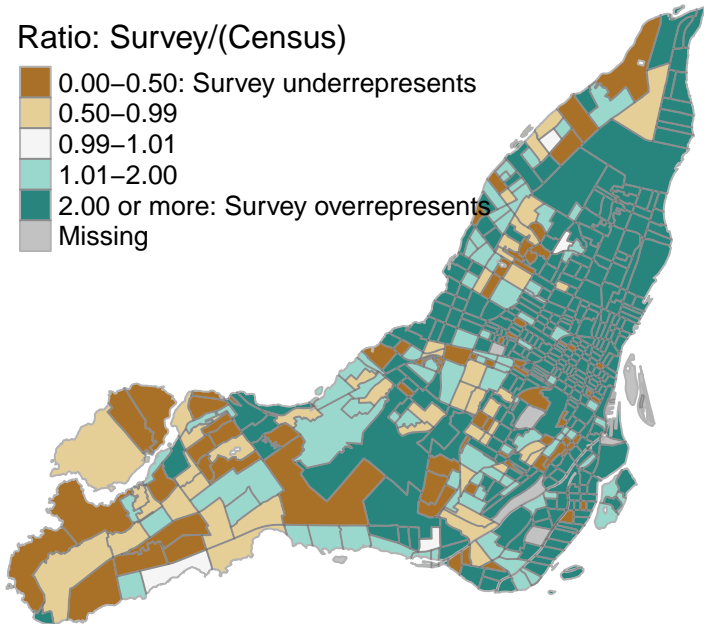 Ratio: Survey/(Census)
0.00−0.50: Survey underrepresents
0.50−0.99
0.99−1.01
1.01−2.00
2.00 or more: Survey overrepresents
Missing